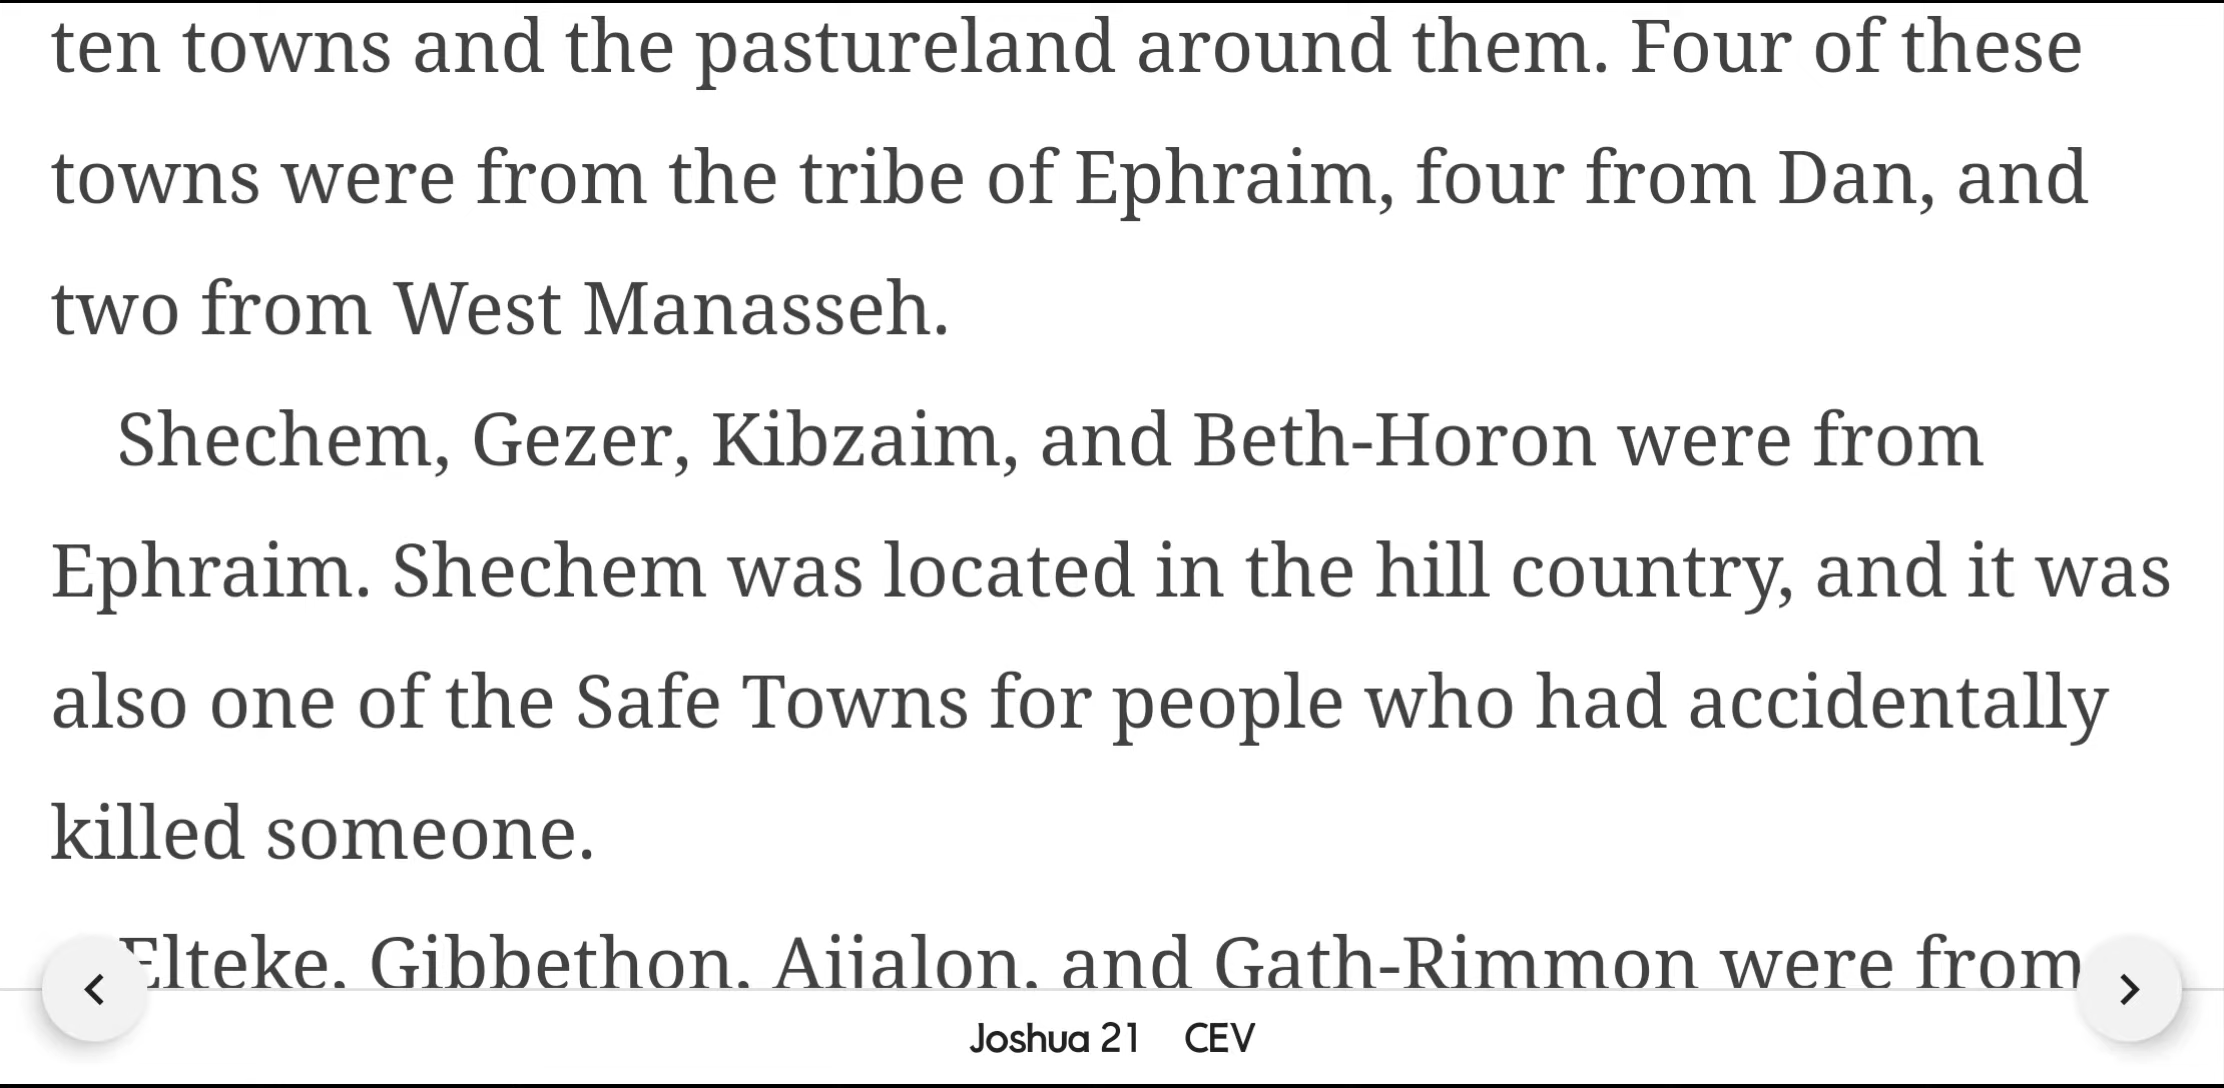 ten towns and the pastureland around them. Four of these
towns were from the tribe of Ephraim, four from Dan, and
two from West Manasseh.
Shechem, Gezer, Kibzaim, and Beth-Horon were from
Ephraim. Shechem was located in the hill country, and it was
also one of the Safe Towns for people who had accidentally
killed someone.
Elteke, Gibbethon, Aijalon, and Gath-Rimmon were from
Joshua 21 CEV